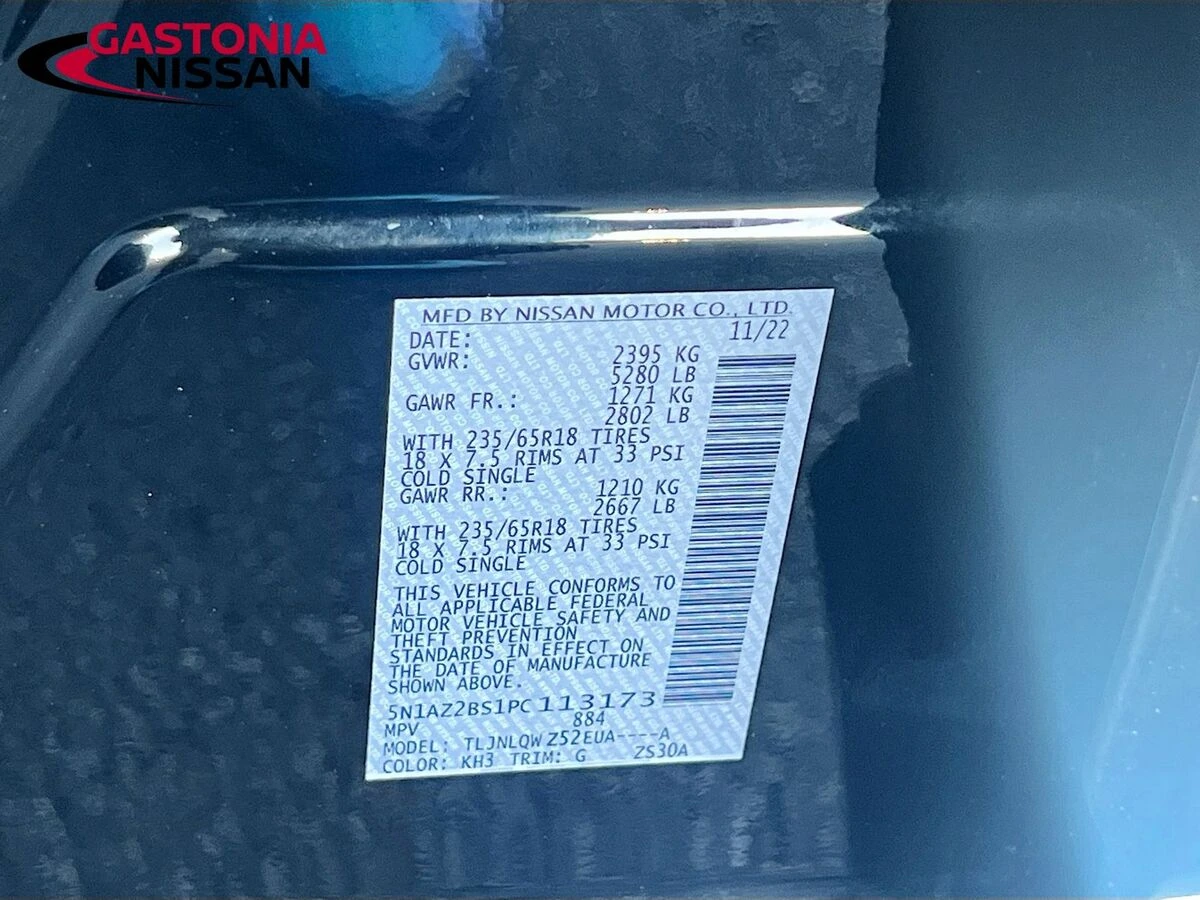 GASTONIA
NISSAN
MFD BY NISSAN MOTOR CO., LTD.
DATE: 11/22
GVWR: 2395 KG
5280 LB
GAWR FR.: 1271 KG
2802 LB
WITH 235/65R18 TIRES
18 X 7.5 RIMS AT 33 PSI
COLD SINGLE
GAWR RR.: 1210 KG
2667 LB
WITH 235/65R18 TIRES
18 X 7.5 RIMS AT 33 PSI
COLD SINGLE
THIS VEHICLE CONFORMS TO
ALL APPLICABLE FEDERAL
MOTOR VEHICLE SAFETY AND
THEFT PREVENTION
STANDARDS IN EFFECT ON
THE DATE OF MANUFACTURE
SHOWN ABOVE.
5N1AZ2BS1PC113173
MPV 884
MODEL: TLJNLQWZ52EUA----A
COLOR: KH3 TRIM: G ZS30A